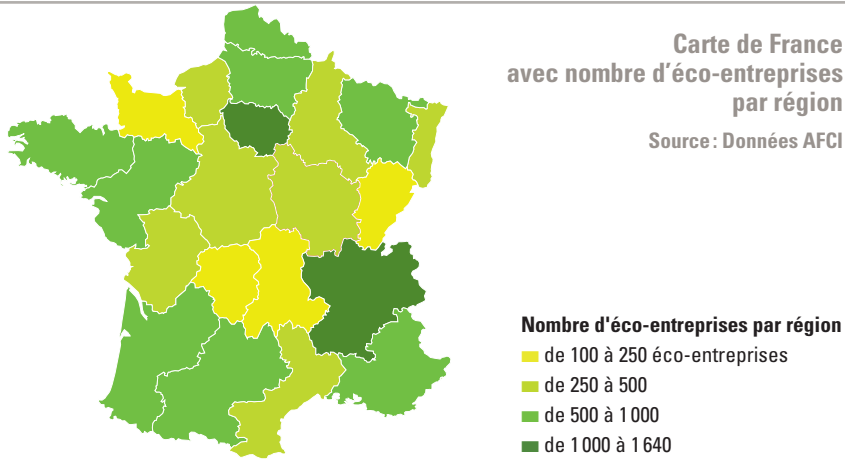 Carte de France
avec nombre d'éco-entreprises
par région
Source : Données AFCI
Nombre d'éco-entreprises par région
de 100 à 250 éco-entreprises
de 250 à 500
de 500 à 1 000
de 1 000 à 1 640